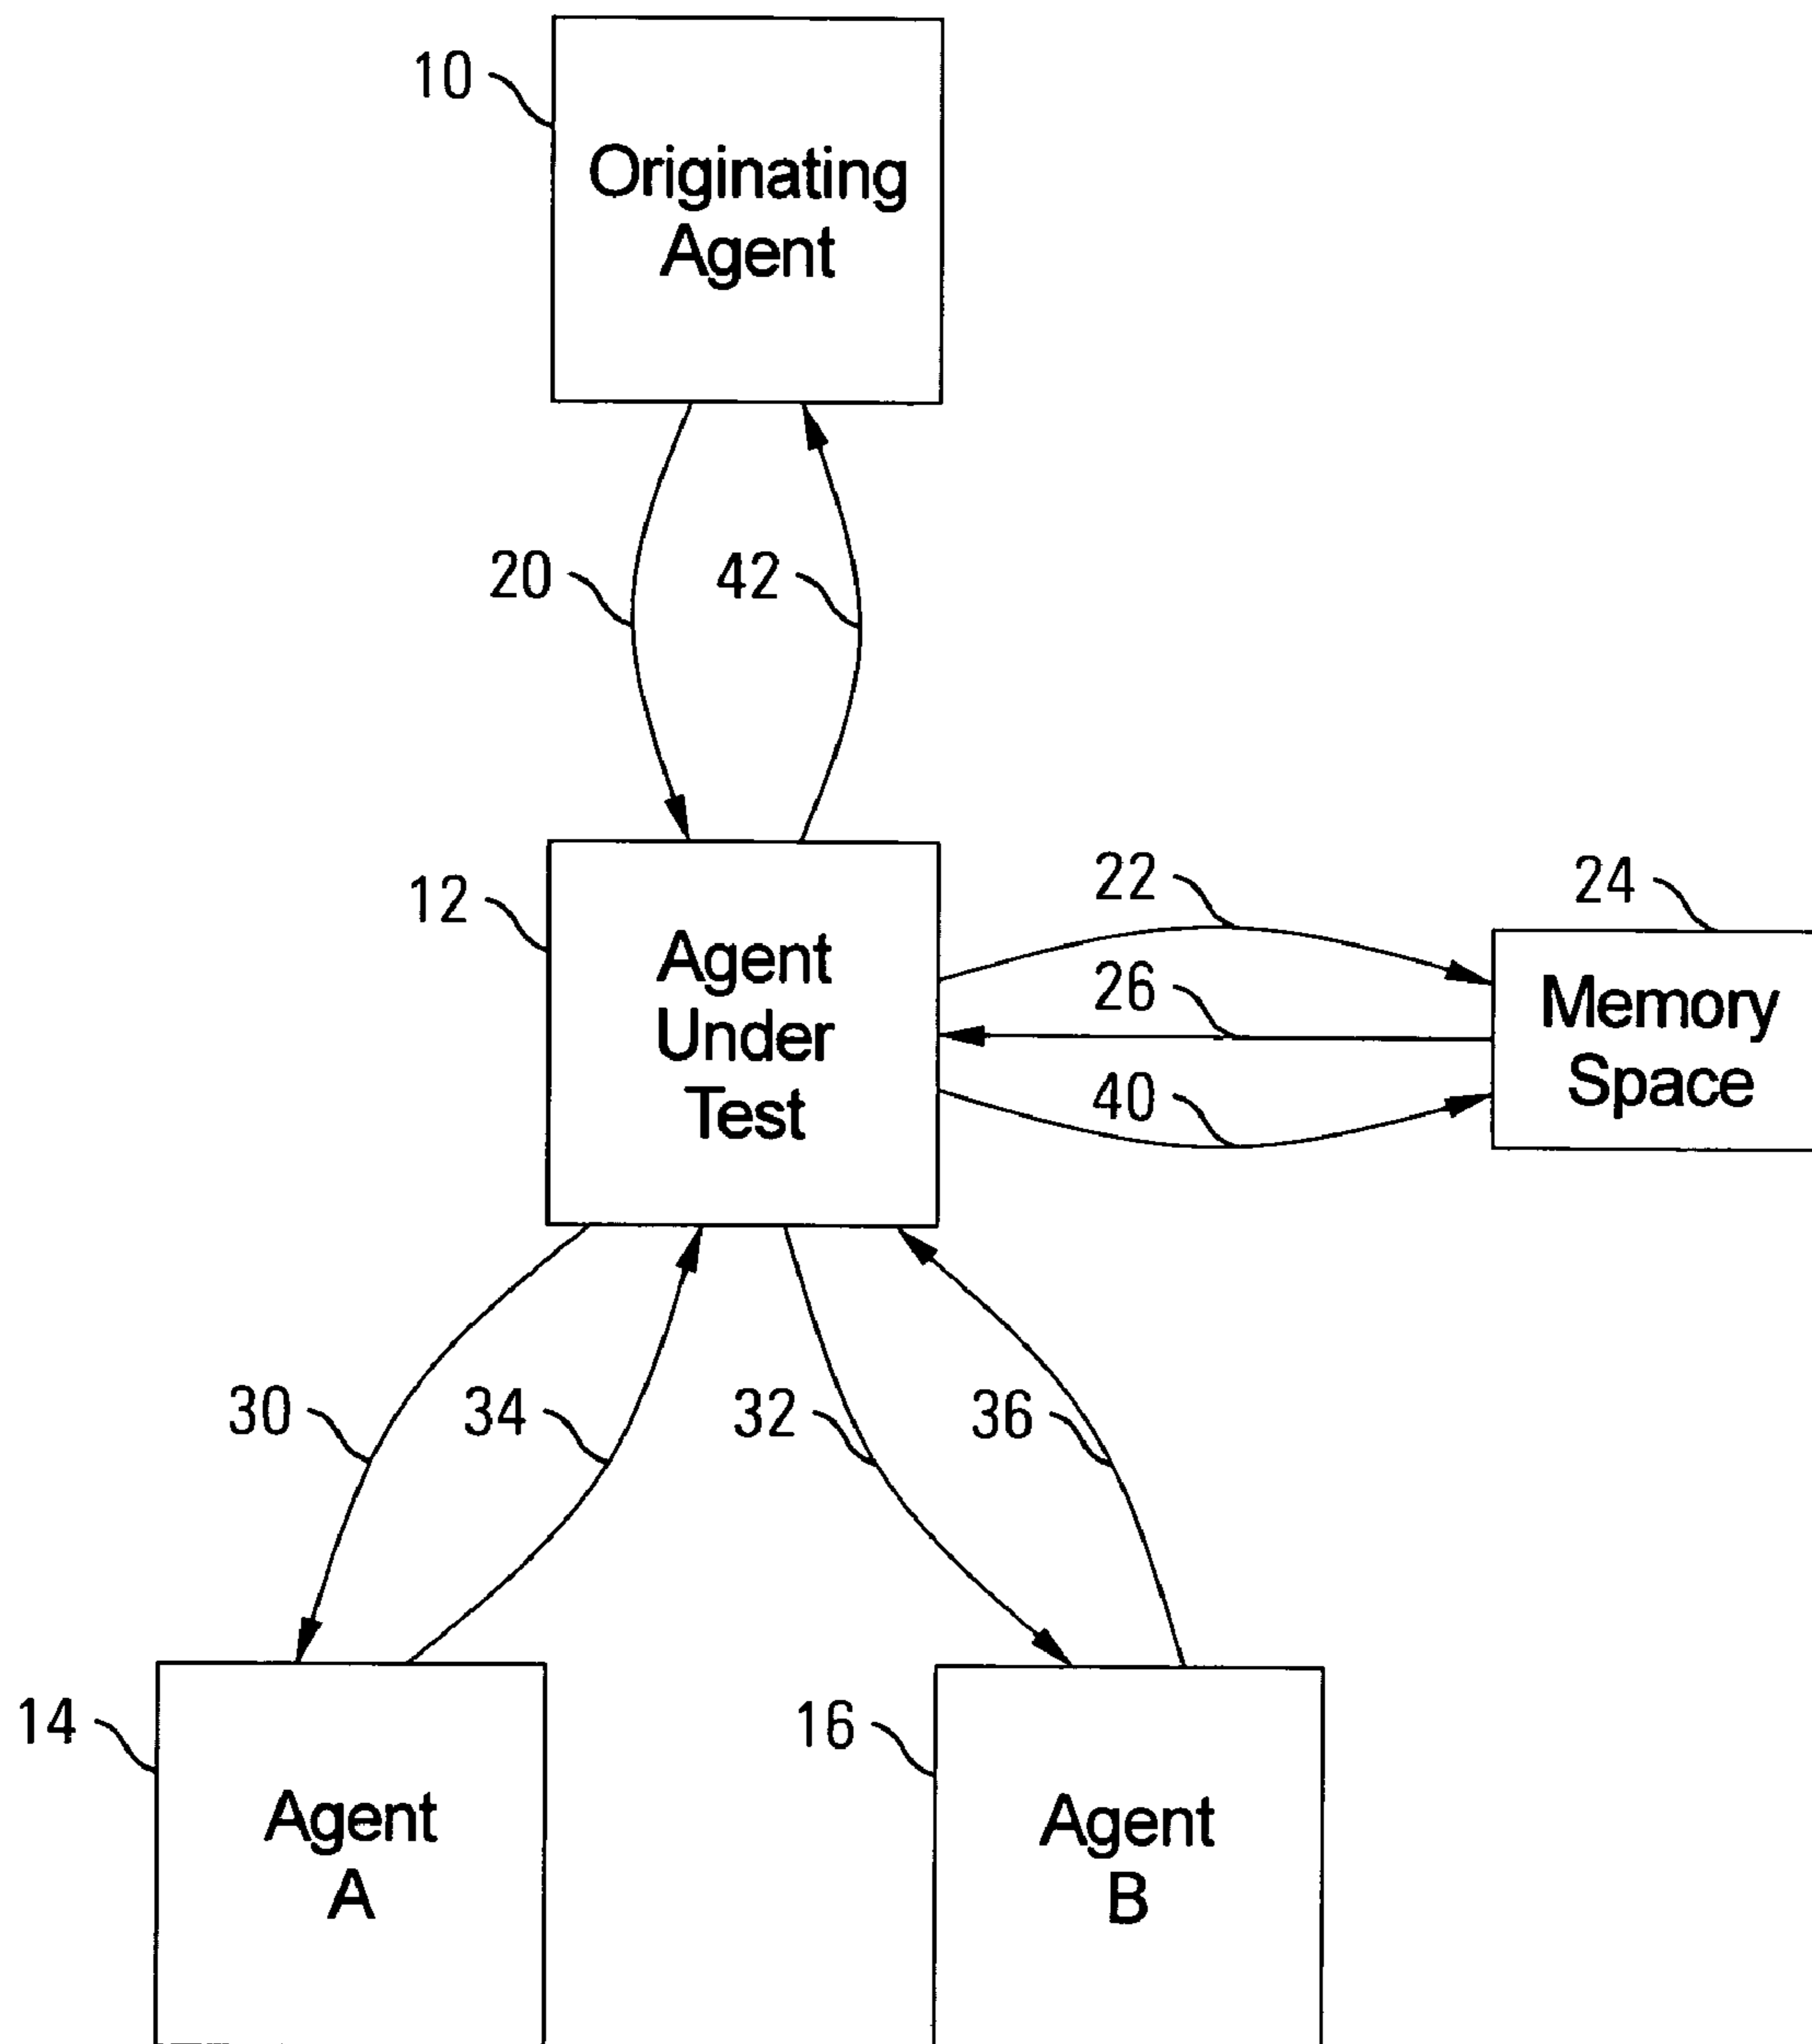 10
Originating
Agent
20
42
12
Agent
Under
Test
22
24
26
Memory
Space
40
30
34
32
36
14
Agent
A
16
Agent
B